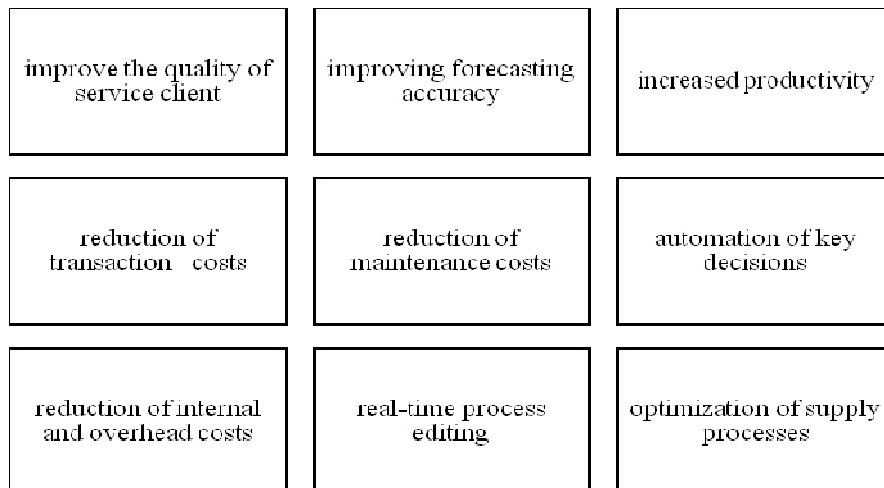 improve the quality of
service client
improving forecasting
accuracy
increased productivity
reduction of
transaction costs
reduction of
maintenance costs
automation of key
decisions
reduction of internal
and overhead costs
real-time process
editing
optimization of supply
processes